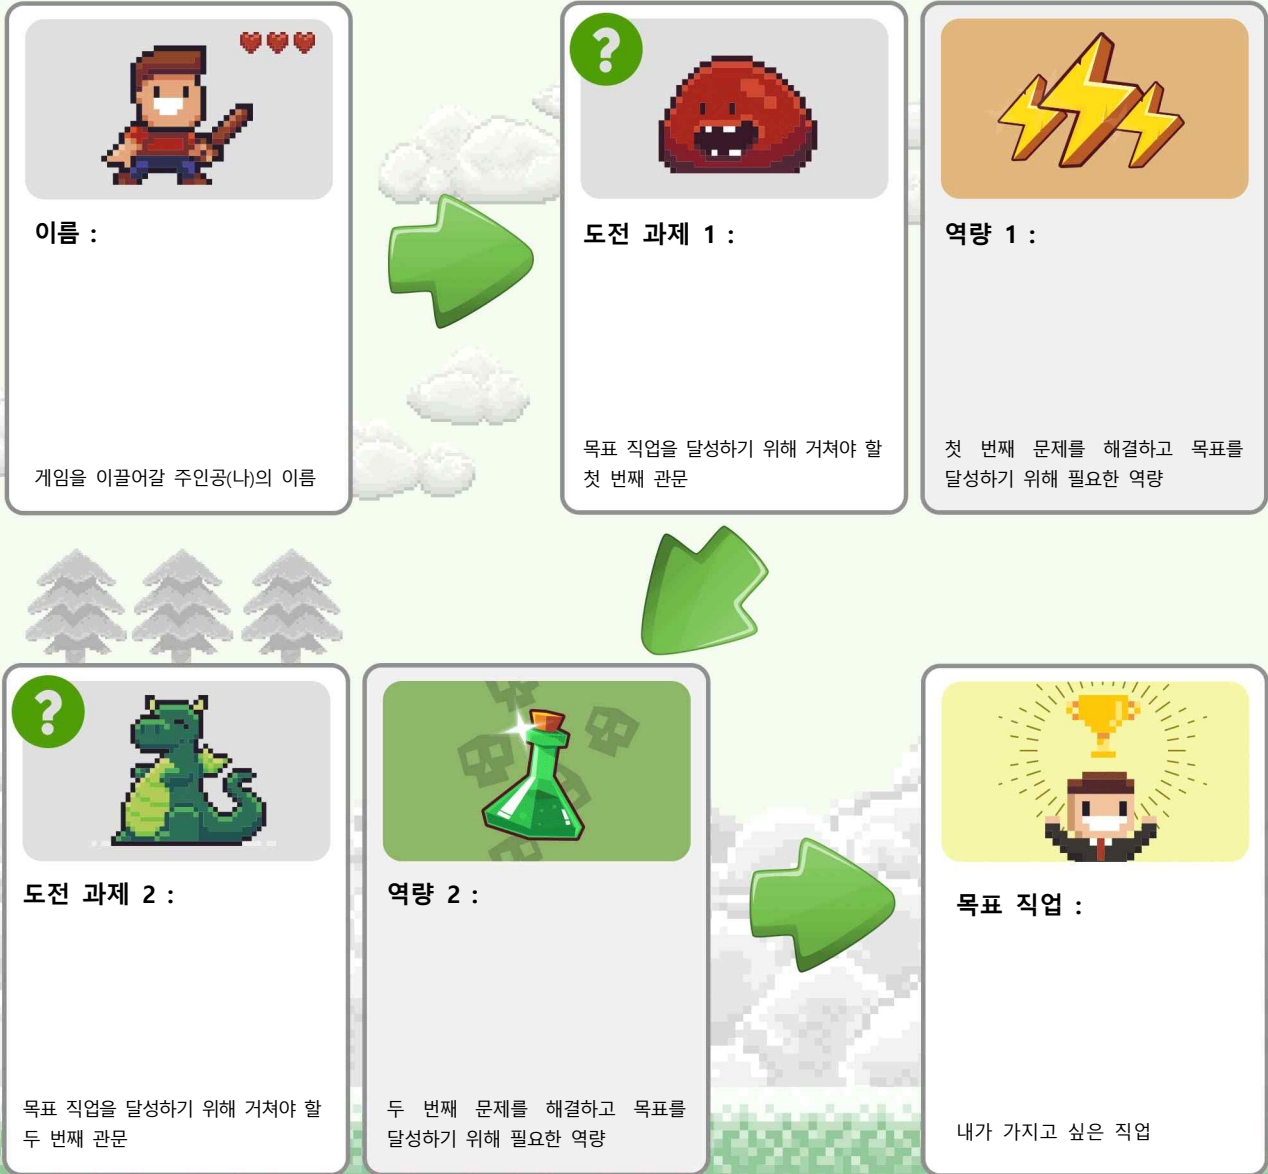 이름 :
게임을 이끌어갈 주인공(나)의 이름
?
도전 과제 1 :
목표 직업을 달성하기 위해 거쳐야 할
첫 번째 관문
역량 1 :
첫 번째 문제를 해결하고 목표를
달성하기 위해 필요한 역량
?
도전 과제 2 :
목표 직업을 달성하기 위해 거쳐야 할
두 번째 관문
역량 2 :
두 번째 문제를 해결하고 목표를
달성하기 위해 필요한 역량
목표 직업 :
내가 가지고 싶은 직업